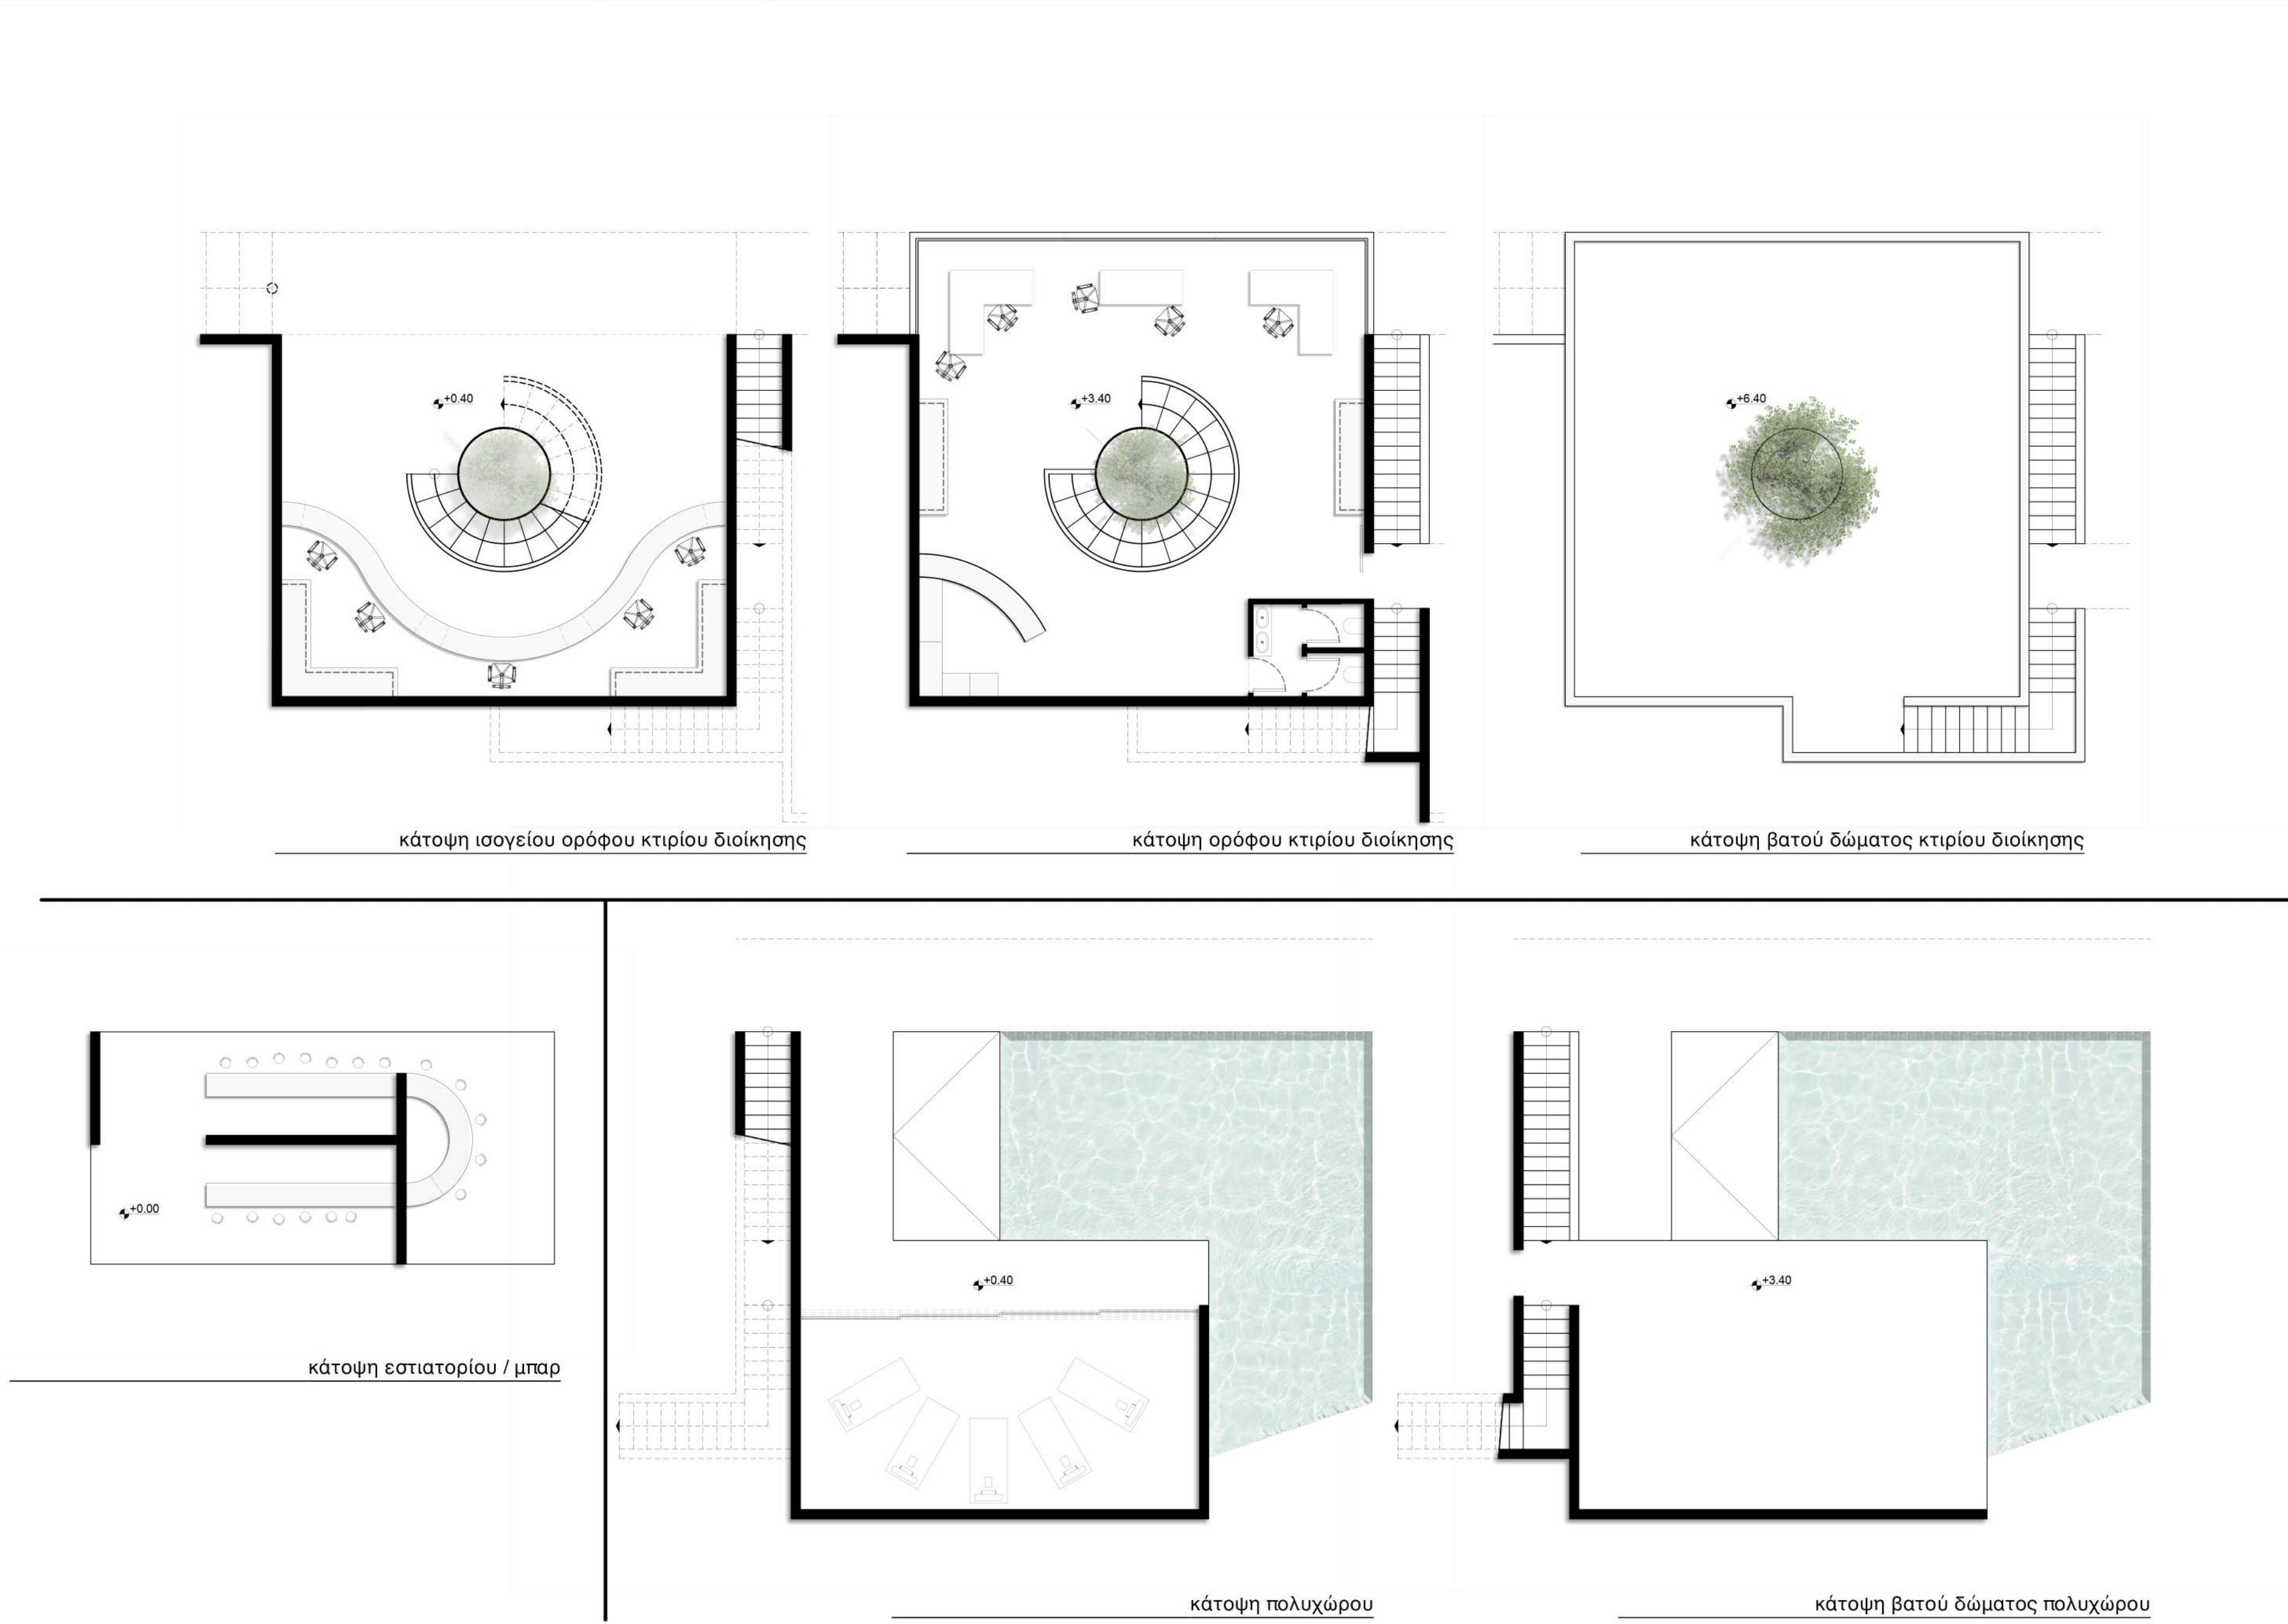 +0.40
+3.40
+6.40
κάτοψη ισογείου ορόφου κτιρίου διοίκησης
κάτοψη ορόφου κτιρίου διοίκησης
κάτοψη βατού δώματος κτιρίου διοίκησης
+0.00
κάτοψη εστιατορίου / μπαρ
+0.40
+3.40
κάτοψη πολυχώρου
κάτοψη βατού δώματος πολυχώρου